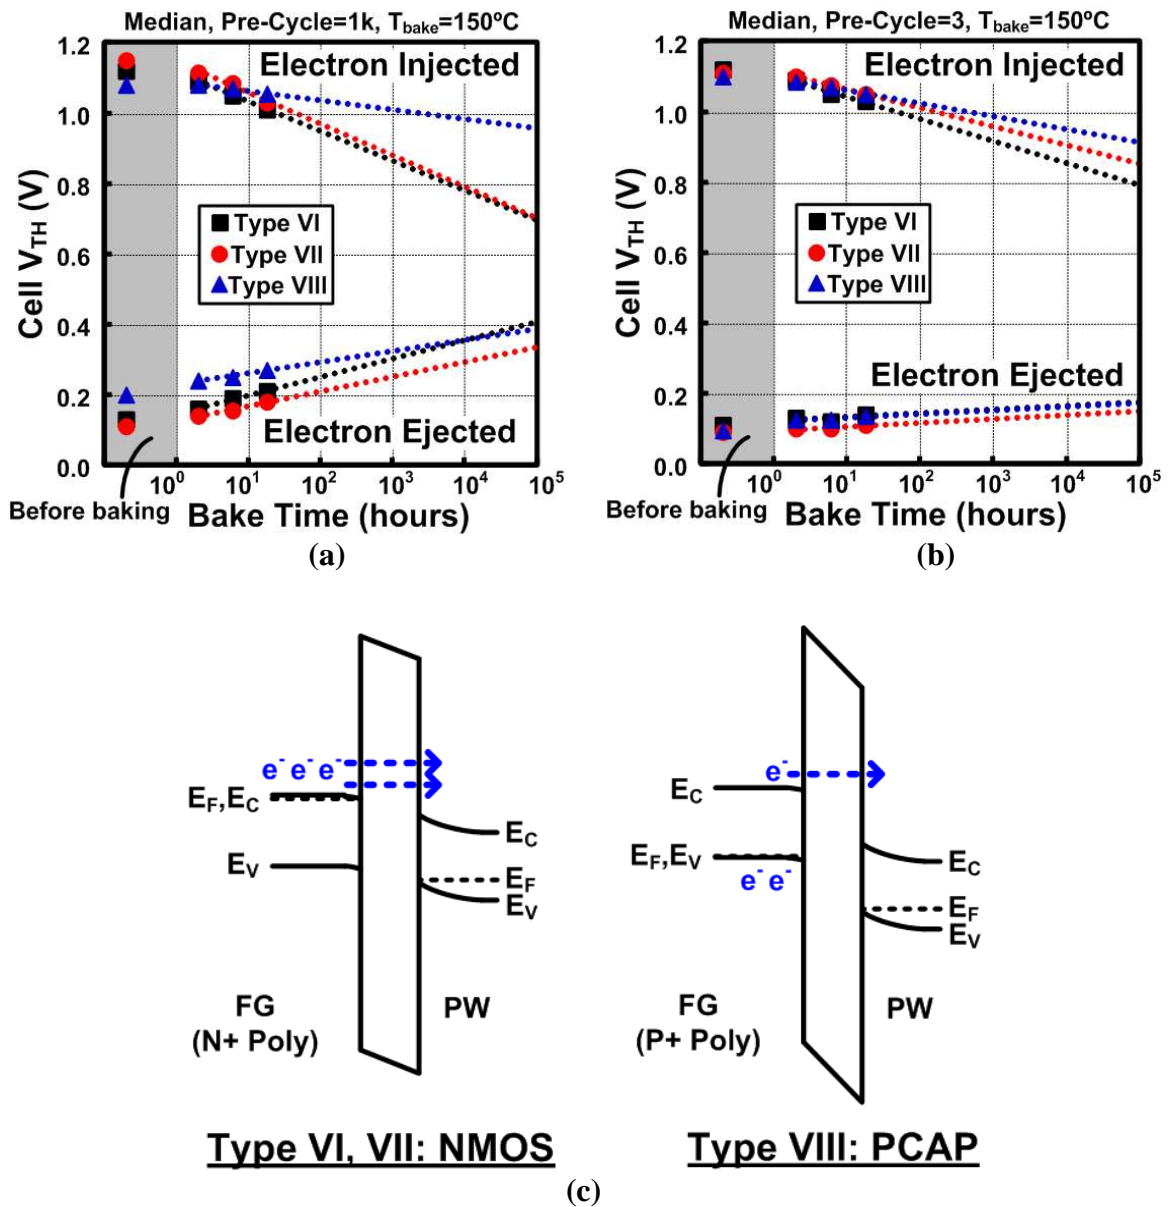 Median, Pre-Cycle=1k, Tbake=150ºC
1.2
1.0
0.8
0.6
0.4
0.2
0.0
Cell VTH (V)
Electron Injected
Type VI
Type VII
Type VIII
Electron Ejected
10^0 10^1 10^2 10^3 10^4 10^5
Before baking
Bake Time (hours)
(a)
Median, Pre-Cycle=3, Tbake=150ºC
1.2
1.0
0.8
0.6
0.4
0.2
0.0
Cell VTH (V)
Electron Injected
Type VI
Type VII
Type VIII
Electron Ejected
10^0 10^1 10^2 10^3 10^4 10^5
Before baking
Bake Time (hours)
(b)
e- e- e-
EF,EC
EC
EV
EF
EV
FG
(N+ Poly)
PW
Type VI, VII: NMOS
e-
EC
EF,EV
e- e-
EC
EF
EV
FG
(P+ Poly)
PW
Type VIII: PCAP
(c)